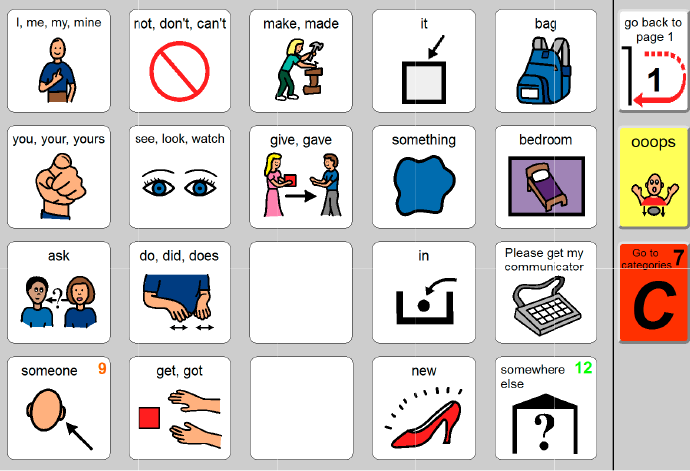 I, me, my, mine
not, don't, can't
make, made
it
bag
go back to
page 1
1
you, your, yours
see, look, watch
give, gave
something
bedroom
ooops
ask
do, did, does
in
Please get my
communicator
Go to
categories 7
C
someone 9
?
get, got
new
somewhere 12
else
?